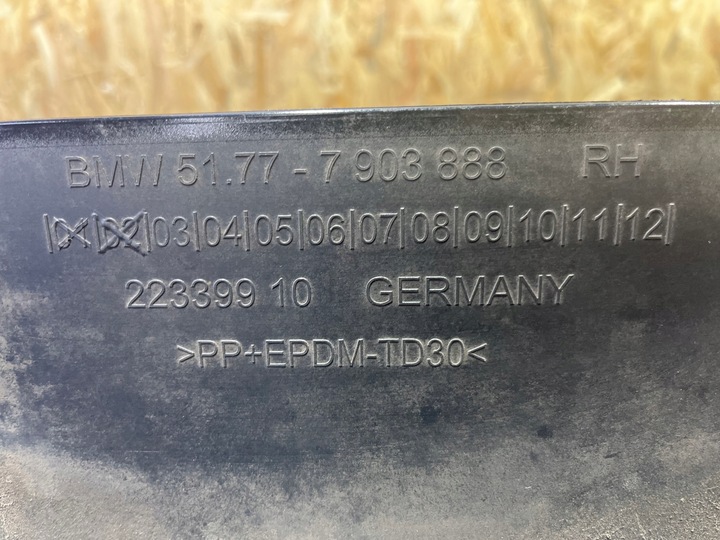 BMW 51.77 - 7 903 888 RH
|01|02|03|04|05|06|07|08|09|10|11|12|
223399 10 GERMANY
>PP+EPDM-TD30<